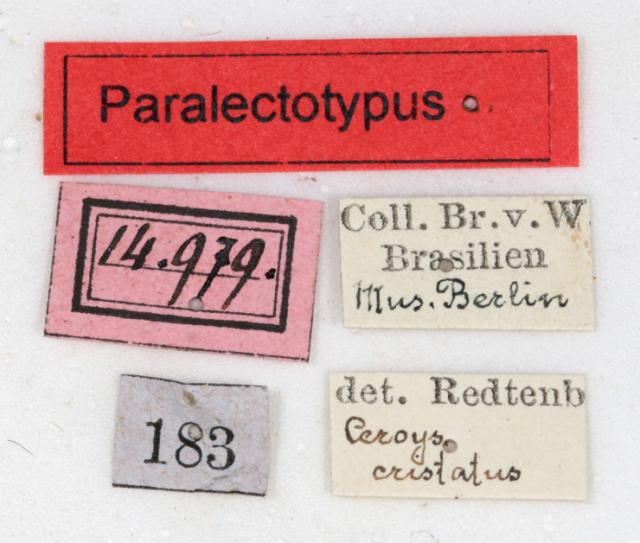 Paralectotypus
14.979.
Coll. Br. v. W
Brasilien
Mus. Berlin
183
det. Redtenb
Ceroys
cristatus